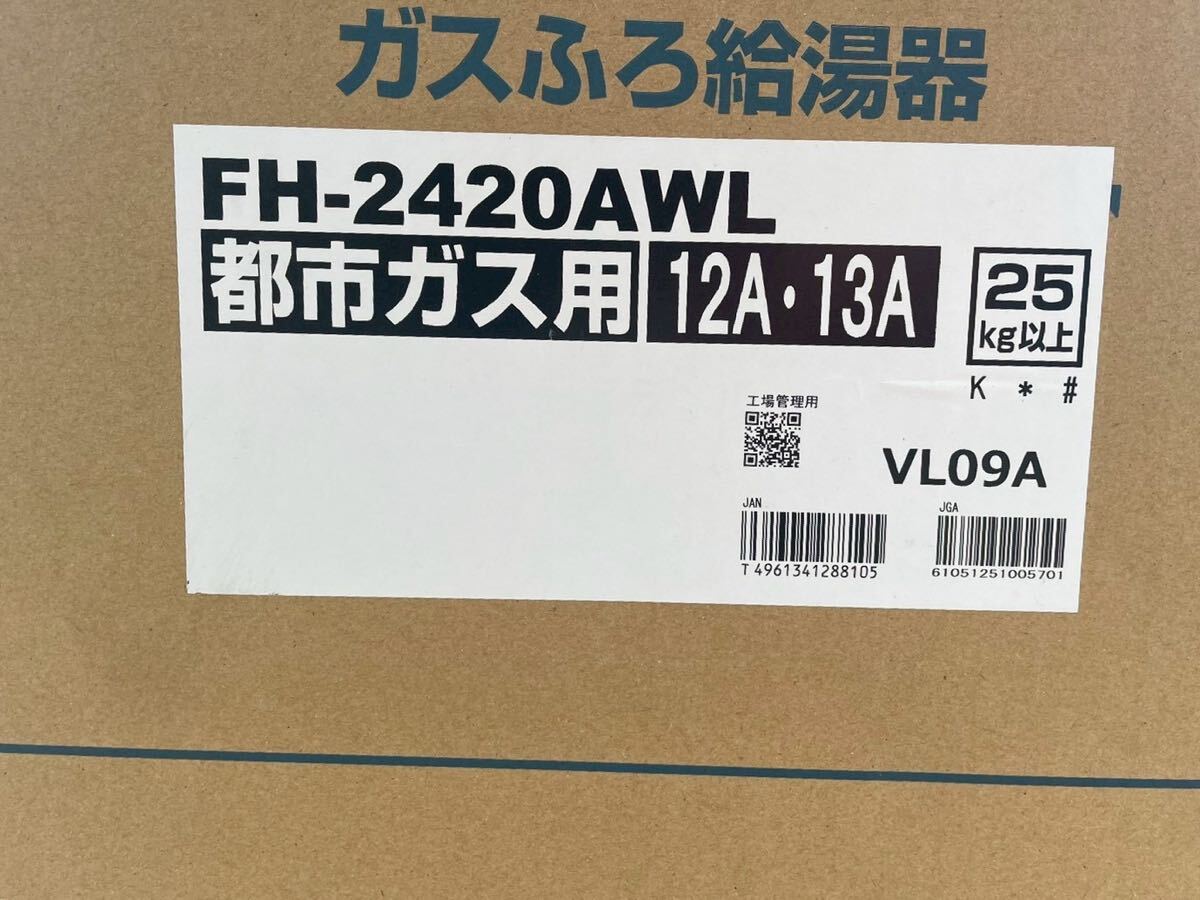 ガスふろ給湯器
FH-2420AWL
都市ガス用 12A・13A
25
kg以上
K * #
工場管理用
VL09A
JAN
JGA
T 4961341288105
61051251005701